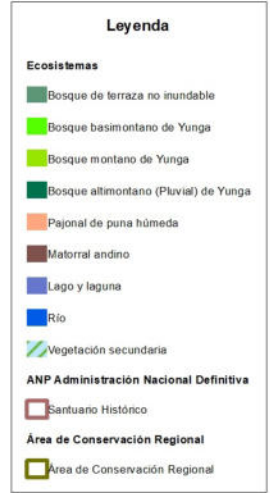 Leyenda
Ecosistemas
Bosque de terraza no inundable
Bosque basimontano de Yunga
Bosque montano de Yunga
Bosque altimontano (Pluvial) de Yunga
Pajonal de puna húmeda
Matorral andino
Lago y laguna
Río
Vegetación secundaria
ANP Administración Nacional Definitiva
Santuario Histórico
Área de Conservación Regional
Área de Conservación Regional